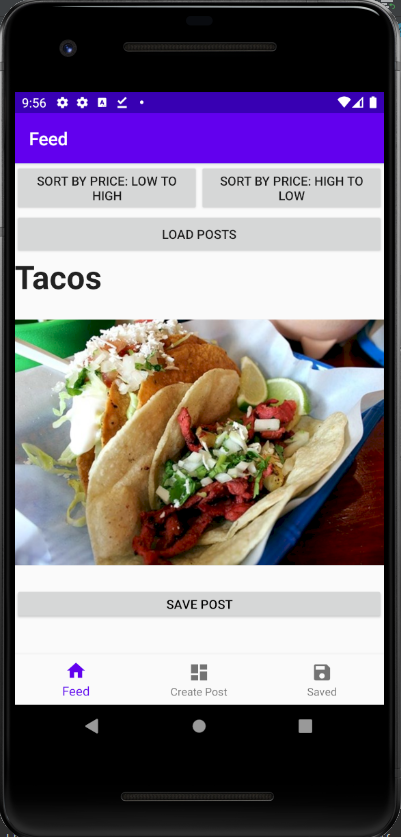 9:56
Feed
SORT BY PRICE: LOW TO
HIGH
SORT BY PRICE: HIGH TO
LOW
LOAD POSTS
Tacos
SAVE POST
Feed
Create Post
Saved